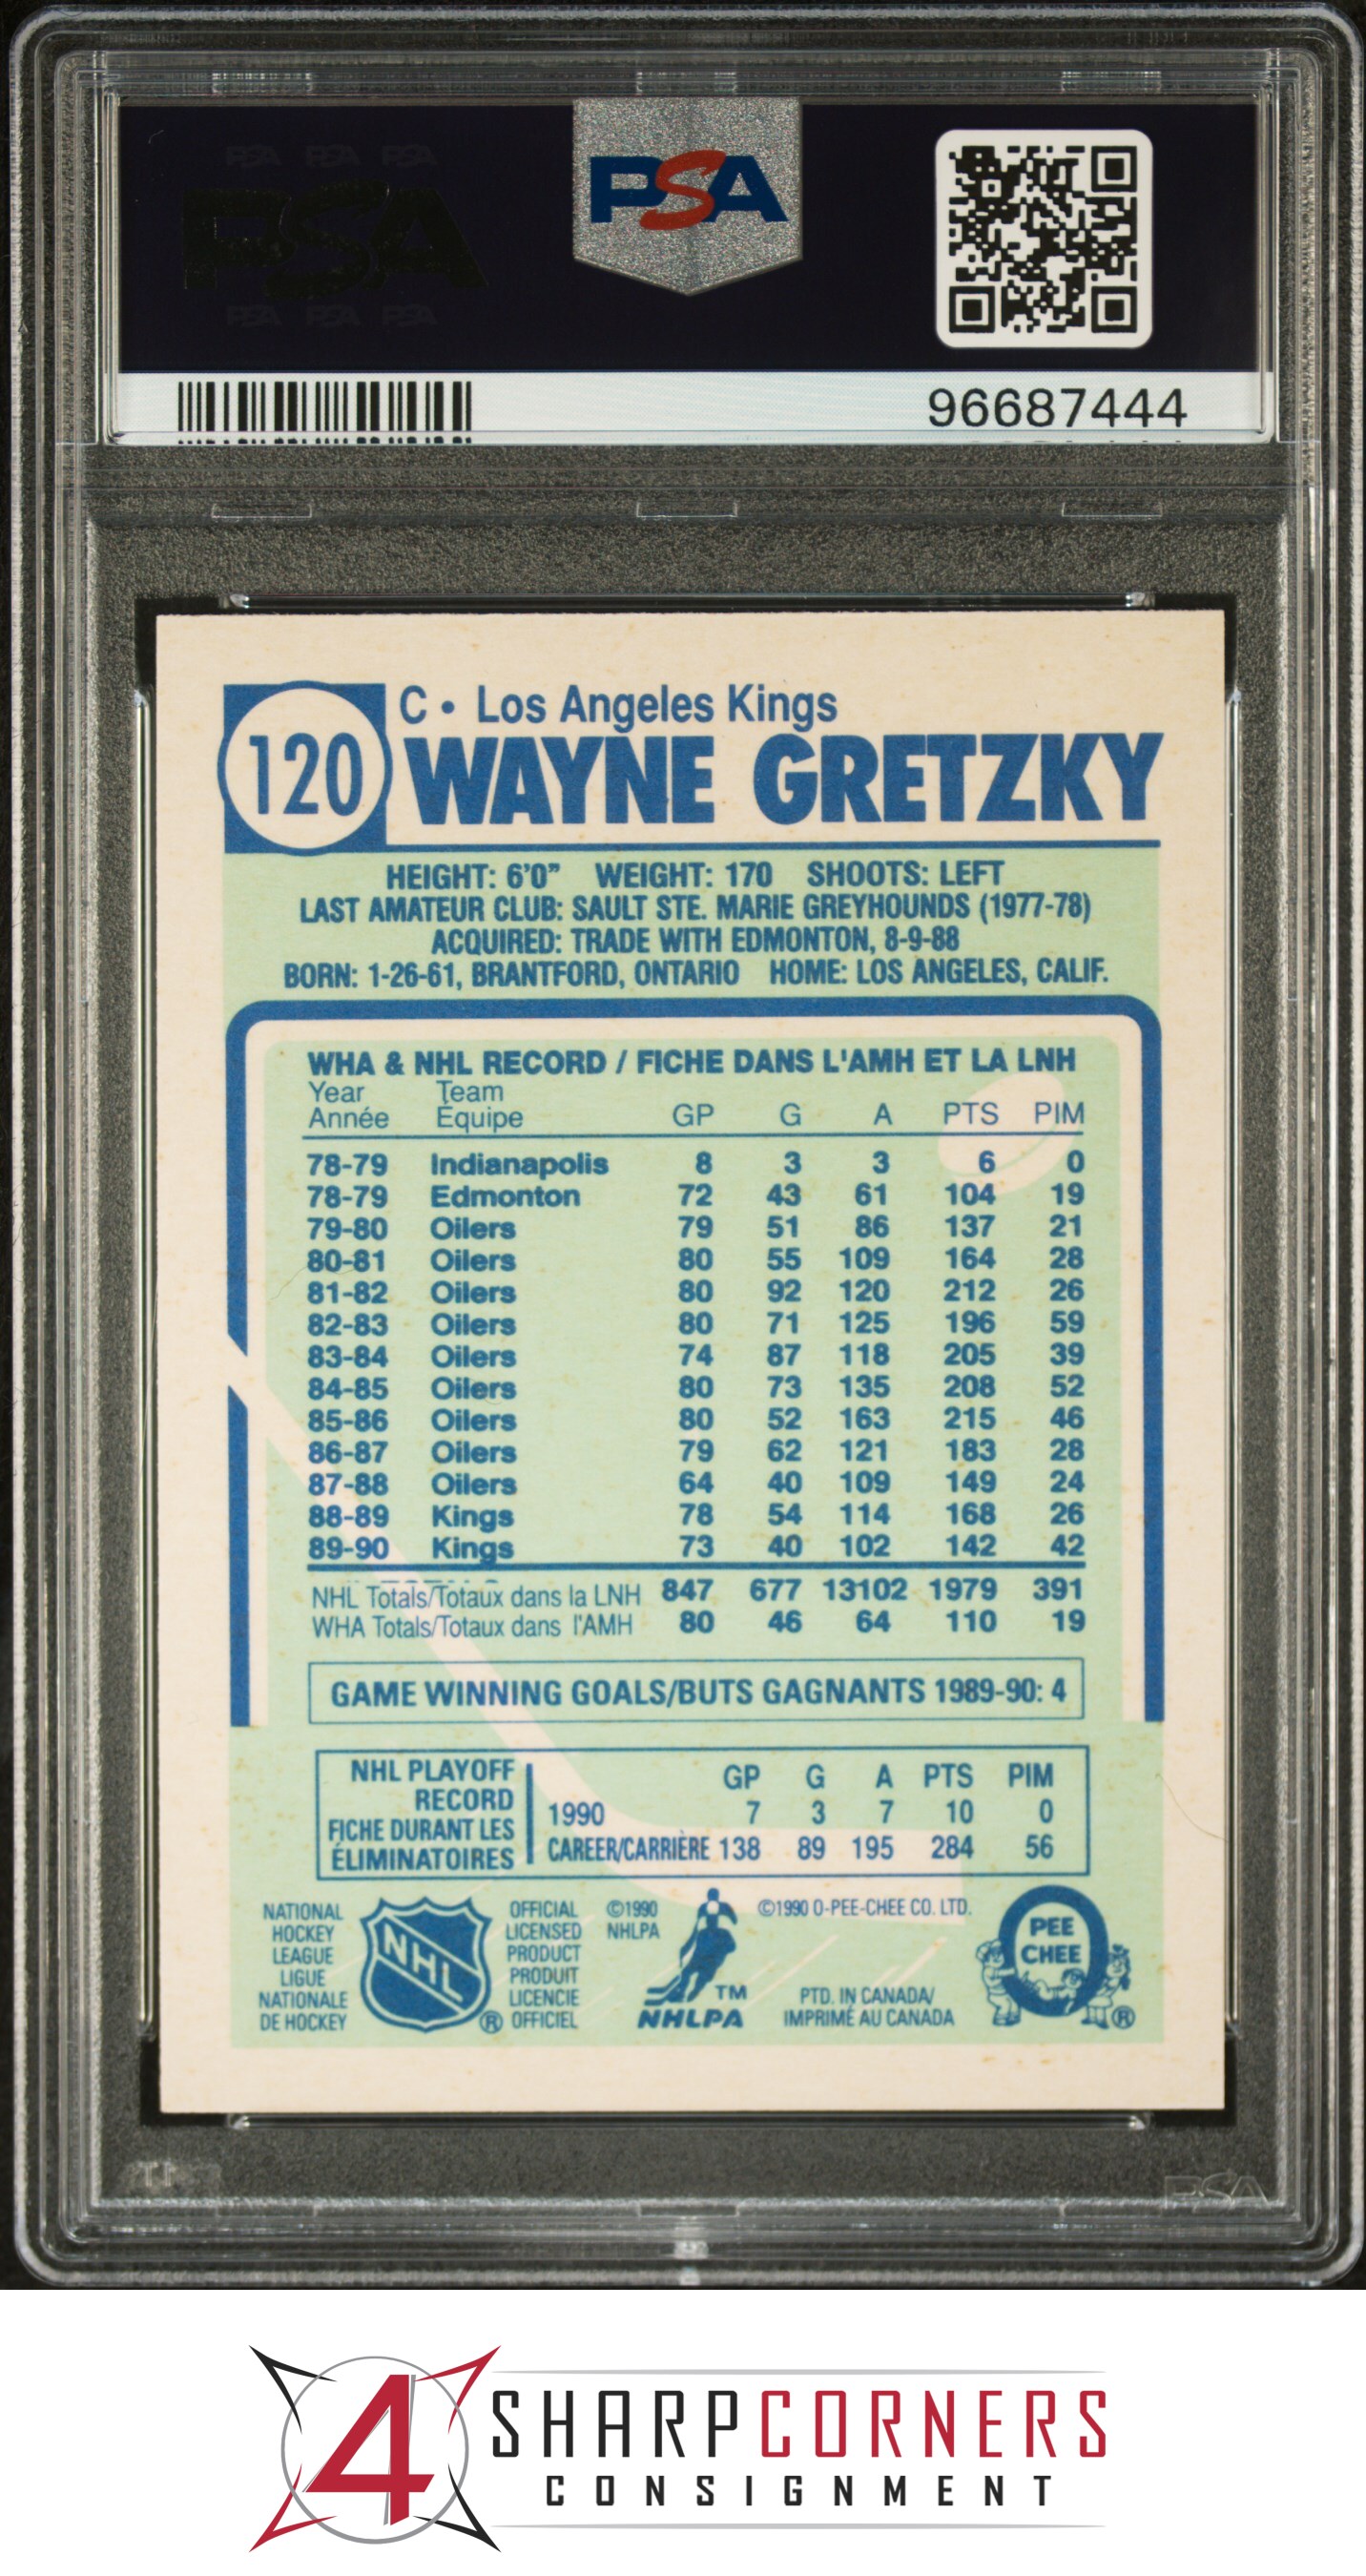 PSA PSA PSA
PSA
PSA PSA PSA
PSA
96687444
C • Los Angeles Kings
120 WAYNE GRETZKY
HEIGHT: 6'0" WEIGHT: 170 SHOOTS: LEFT
LAST AMATEUR CLUB: SAULT STE. MARIE GREYHOUNDS (1977-78)
ACQUIRED: TRADE WITH EDMONTON, 8-9-88
BORN: 1-26-61, BRANTFORD, ONTARIO HOME: LOS ANGELES, CALIF.
WHA & NHL RECORD / FICHE DANS L'AMH ET LA LNH
Year Team
Année Équipe GP G A PTS PIM
78-79 Indianapolis 8 3 3 6 0
78-79 Edmonton 72 43 61 104 19
79-80 Oilers 79 51 86 137 21
80-81 Oilers 80 55 109 164 28
81-82 Oilers 80 92 120 212 26
82-83 Oilers 80 71 125 196 59
83-84 Oilers 74 87 118 205 39
84-85 Oilers 80 73 135 208 52
85-86 Oilers 80 52 163 215 46
86-87 Oilers 79 62 121 183 28
87-88 Oilers 64 40 109 149 24
88-89 Kings 78 54 114 168 26
89-90 Kings 73 40 102 142 42
NHL Totals/Totaux dans la LNH 847 677 13102 1979 391
WHA Totals/Totaux dans l'AMH 80 46 64 110 19
GAME WINNING GOALS/BUTS GAGNANTS 1989-90: 4
NHL PLAYOFF
RECORD
FICHE DURANT LES
ÉLIMINATOIRES
GP G A PTS PIM
1990 7 3 7 10 0
CAREER/CARRIÈRE 138 89 195 284 56
NATIONAL
HOCKEY
LEAGUE
LIGUE
NATIONALE
DE HOCKEY
NHL ®
OFFICIAL
LICENSED
PRODUCT
PRODUIT
LICENCIE
OFFICIEL
©1990
NHLPA
TM
NHLPA
©1990 O-PEE-CHEE CO. LTD.
PTD. IN CANADA/
IMPRIMÉ AU CANADA
O
PEE
CHEE
®
PSA
4
SHARPCORNERS
CONSIGNMENT